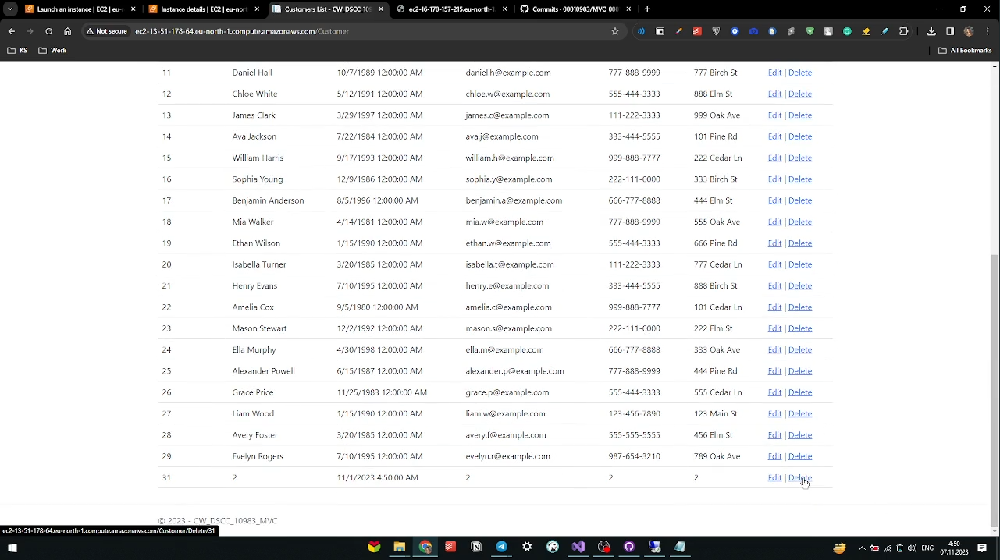 Launch an instance | EC2 | eu-
Instance details | EC2 | eu-nort
Customers List - CW_DSCC_109
ec2-16-170-157-215.eu-north-1
Commits · 00010983/MVC_000
Not secure ec2-13-51-178-64.eu-north-1.compute.amazonaws.com/Customer
KS Work All Bookmarks
11 Daniel Hall 10/7/1989 12:00:00 AM daniel.h@example.com 777-888-9999 777 Birch St Edit | Delete
12 Chloe White 5/12/1991 12:00:00 AM chloe.w@example.com 555-444-3333 888 Elm St Edit | Delete
13 James Clark 3/29/1997 12:00:00 AM james.c@example.com 111-222-3333 999 Oak Ave Edit | Delete
14 Ava Jackson 7/22/1984 12:00:00 AM ava.j@example.com 333-444-5555 101 Pine Rd Edit | Delete
15 William Harris 9/17/1993 12:00:00 AM william.h@example.com 999-888-7777 222 Cedar Ln Edit | Delete
16 Sophia Young 12/9/1986 12:00:00 AM sophia.y@example.com 222-111-0000 333 Birch St Edit | Delete
17 Benjamin Anderson 8/5/1996 12:00:00 AM benjamin.a@example.com 666-777-8888 444 Elm St Edit | Delete
18 Mia Walker 4/14/1981 12:00:00 AM mia.w@example.com 777-888-9999 555 Oak Ave Edit | Delete
19 Ethan Wilson 1/15/1990 12:00:00 AM ethan.w@example.com 555-444-3333 666 Pine Rd Edit | Delete
20 Isabella Turner 3/20/1985 12:00:00 AM isabella.t@example.com 111-222-3333 777 Cedar Ln Edit | Delete
21 Henry Evans 7/10/1995 12:00:00 AM henry.e@example.com 333-444-5555 888 Birch St Edit | Delete
22 Amelia Cox 9/5/1980 12:00:00 AM amelia.c@example.com 999-888-7777 101 Cedar Ln Edit | Delete
23 Mason Stewart 12/2/1992 12:00:00 AM mason.s@example.com 222-111-0000 222 Elm St Edit | Delete
24 Ella Murphy 4/30/1998 12:00:00 AM ella.m@example.com 666-777-8888 333 Oak Ave Edit | Delete
25 Alexander Powell 6/15/1987 12:00:00 AM alexander.p@example.com 777-888-9999 444 Pine Rd Edit | Delete
26 Grace Price 11/25/1983 12:00:00 AM grace.p@example.com 555-444-3333 555 Cedar Ln Edit | Delete
27 Liam Wood 1/15/1990 12:00:00 AM liam.w@example.com 123-456-7890 123 Main St Edit | Delete
28 Avery Foster 3/20/1985 12:00:00 AM avery.f@example.com 555-555-5555 456 Elm St Edit | Delete
29 Evelyn Rogers 7/10/1995 12:00:00 AM evelyn.r@example.com 987-654-3210 789 Oak Ave Edit | Delete
31 2 11/1/2023 4:50:00 AM 2 2 2 Edit | Delete
© 2023 - CW_DSCC_10983_MVC
ec2-13-51-178-64.eu-north-1.compute.amazonaws.com/Customer/Delete/31
ENG
4:50
07.11.2023